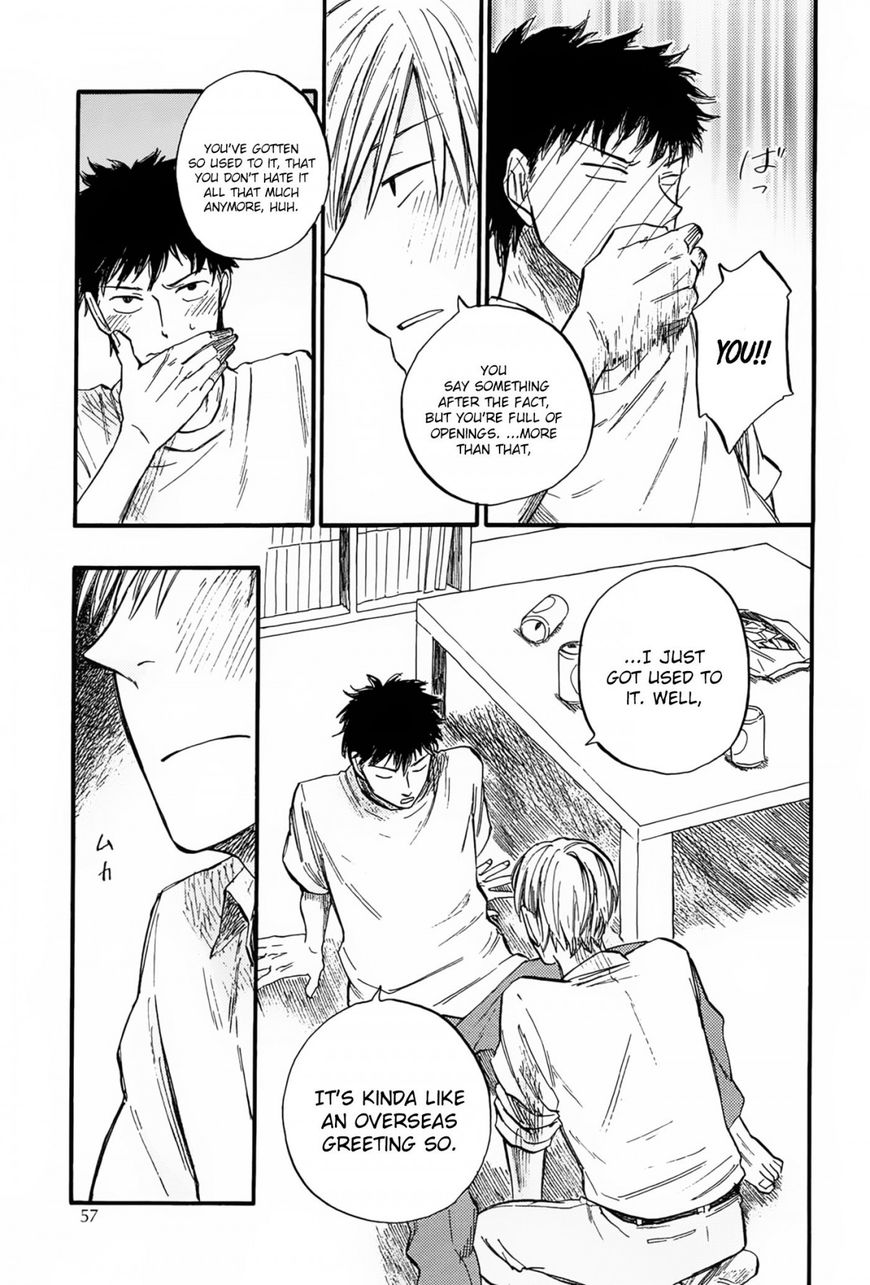 ばっ
YOU!!
YOU
SAY SOMETHING
AFTER THE FACT,
BUT YOU'RE FULL OF
OPENINGS. ...MORE
THAN THAT,
YOU'VE GOTTEN
SO USED TO IT, THAT
YOU DON'T HATE IT
ALL THAT MUCH
ANYMORE, HUH.
...I JUST
GOT USED TO
IT. WELL,
IT'S KINDA LIKE
AN OVERSEAS
GREETING SO.
ムカ
57